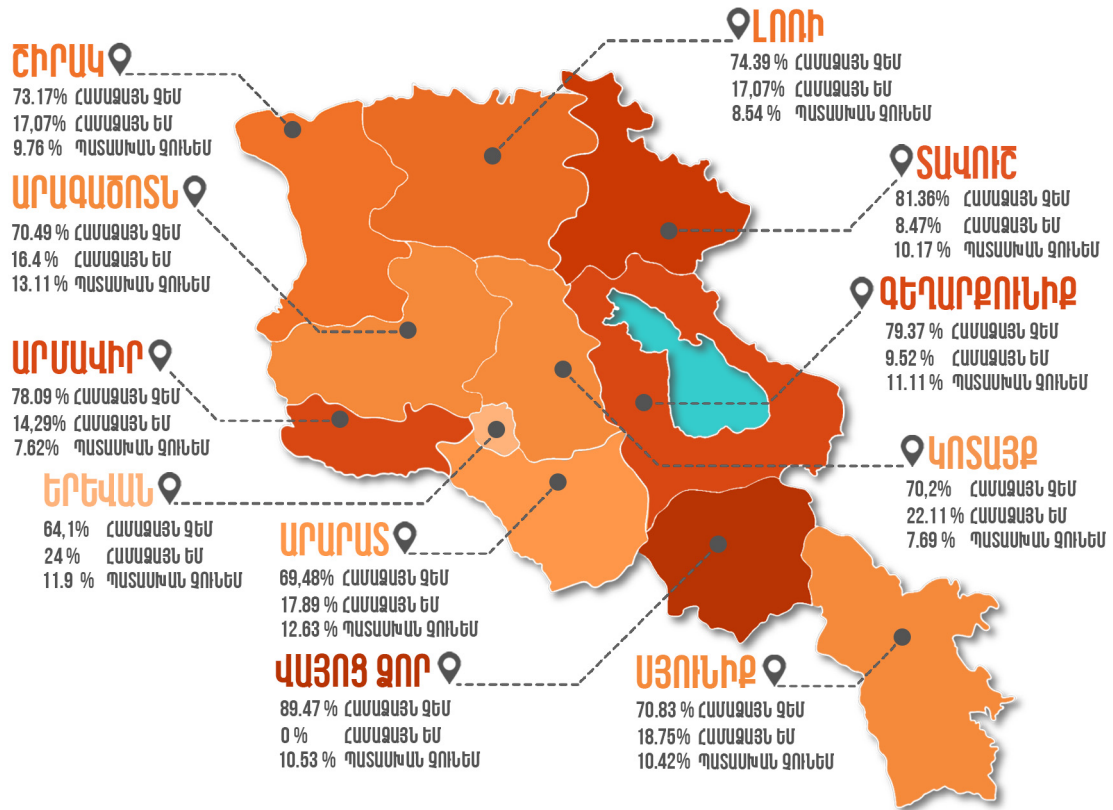 ՇԻՐԱԿ
73.17% ՀԱՄԱՁԱՅՆ ՉԵՄ
17,07% ՀԱՄԱՁԱՅՆ ԵՄ
9.76 % ՊԱՏԱՍԽԱՆ ՉՈՒՆԵՄ
ԼՈՌԻ
74.39 % ՀԱՄԱՁԱՅՆ ՉԵՄ
17,07% ՀԱՄԱՁԱՅՆ ԵՄ
8.54 % ՊԱՏԱՍԽԱՆ ՉՈՒՆԵՄ
ԱՐԱԳԱԾՈՏՆ
70.49 % ՀԱՄԱՁԱՅՆ ՉԵՄ
16.4 % ՀԱՄԱՁԱՅՆ ԵՄ
13.11 % ՊԱՏԱՍԽԱՆ ՉՈՒՆԵՄ
ՏԱՎՈՒՇ
81.36% ՀԱՄԱՁԱՅՆ ՉԵՄ
8.47% ՀԱՄԱՁԱՅՆ ԵՄ
10.17 % ՊԱՏԱՍԽԱՆ ՉՈՒՆԵՄ
ԳԵՂԱՐՔՈՒՆԻՔ
79.37 % ՀԱՄԱՁԱՅՆ ՉԵՄ
9.52 % ՀԱՄԱՁԱՅՆ ԵՄ
11.11 % ՊԱՏԱՍԽԱՆ ՉՈՒՆԵՄ
ԱՐՄԱՎԻՐ
78.09 % ՀԱՄԱՁԱՅՆ ՉԵՄ
14,29% ՀԱՄԱՁԱՅՆ ԵՄ
7.62% ՊԱՏԱՍԽԱՆ ՉՈՒՆԵՄ
ԿՈՏԱՅՔ
70,2% ՀԱՄԱՁԱՅՆ ՉԵՄ
22.11 % ՀԱՄԱՁԱՅՆ ԵՄ
7.69 % ՊԱՏԱՍԽԱՆ ՉՈՒՆԵՄ
ԵՐԵՎԱՆ
64,1% ՀԱՄԱՁԱՅՆ ՉԵՄ
24 % ՀԱՄԱՁԱՅՆ ԵՄ
11.9 % ՊԱՏԱՍԽԱՆ ՉՈՒՆԵՄ
ԱՐԱՐԱՏ
69,48% ՀԱՄԱՁԱՅՆ ՉԵՄ
17.89 % ՀԱՄԱՁԱՅՆ ԵՄ
12.63 % ՊԱՏԱՍԽԱՆ ՉՈՒՆԵՄ
ՎԱՅՈՑ ՁՈՐ
89.47 % ՀԱՄԱՁԱՅՆ ՉԵՄ
0 % ՀԱՄԱՁԱՅՆ ԵՄ
10.53 % ՊԱՏԱՍԽԱՆ ՉՈՒՆԵՄ
ՍՅՈՒՆԻՔ
70.83 % ՀԱՄԱՁԱՅՆ ՉԵՄ
18.75% ՀԱՄԱՁԱՅՆ ԵՄ
10.42% ՊԱՏԱՍԽԱՆ ՉՈՒՆԵՄ